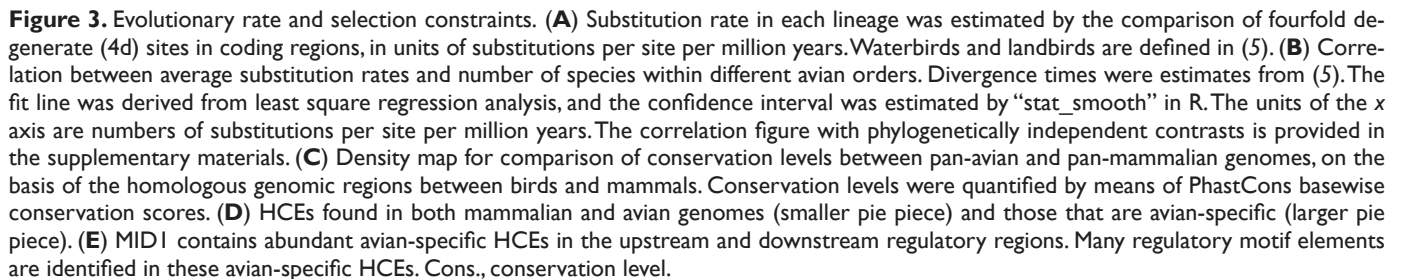 Figure 3. Evolutionary rate and selection constraints. (A) Substitution rate in each lineage was estimated by the comparison of fourfold de-
generate (4d) sites in coding regions, in units of substitutions per site per million years. Waterbirds and landbirds are defined in (5). (B) Corre-
lation between average substitution rates and number of species within different avian orders. Divergence times were estimates from (5). The
fit line was derived from least square regression analysis, and the confidence interval was estimated by “stat_smooth” in R. The units of the x
axis are numbers of substitutions per site per million years. The correlation figure with phylogenetically independent contrasts is provided in
the supplementary materials. (C) Density map for comparison of conservation levels between pan-avian and pan-mammalian genomes, on the
basis of the homologous genomic regions between birds and mammals. Conservation levels were quantified by means of PhastCons basewise
conservation scores. (D) HCEs found in both mammalian and avian genomes (smaller pie piece) and those that are avian-specific (larger pie
piece). (E) MID1 contains abundant avian-specific HCEs in the upstream and downstream regulatory regions. Many regulatory motif elements
are identified in these avian-specific HCEs. Cons., conservation level.